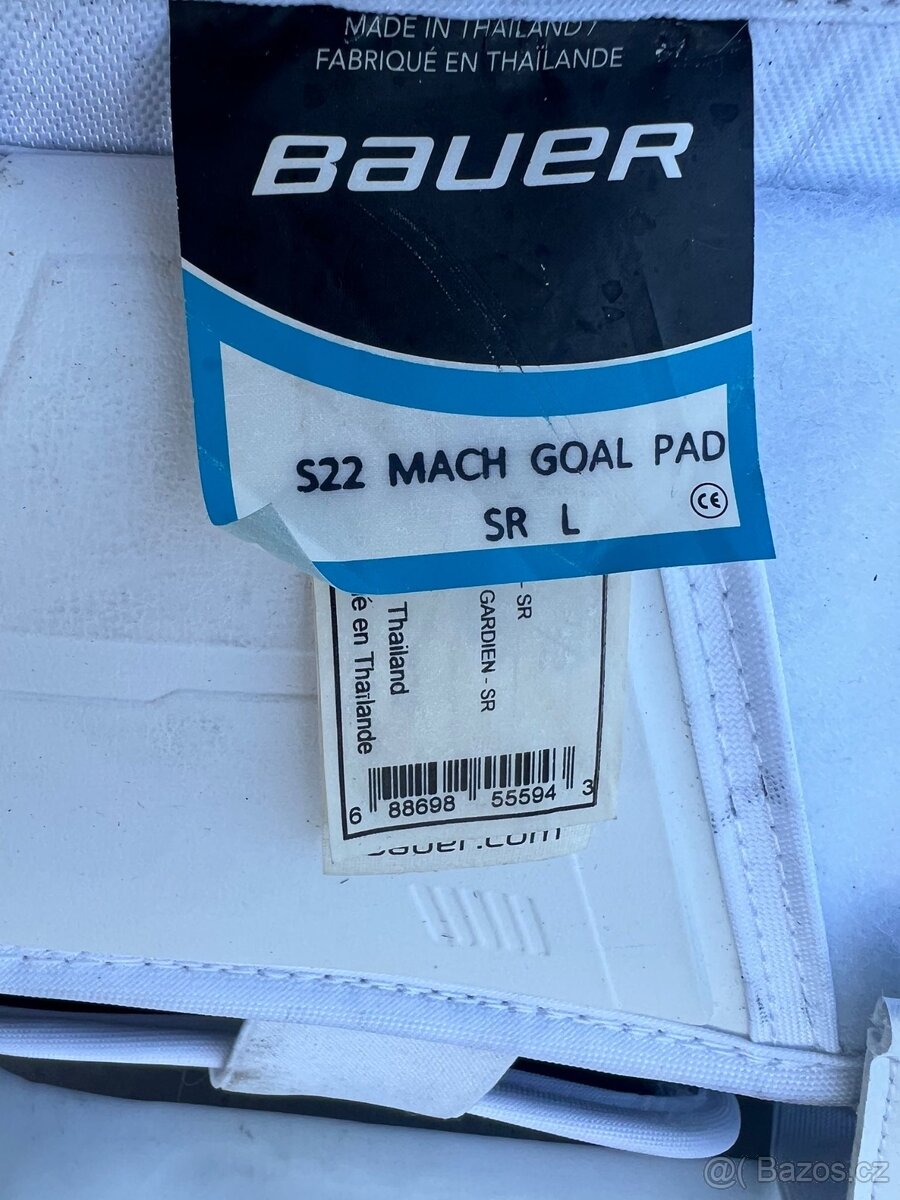 MADE IN THAILAND /
FABRIQUÉ EN THAÏLANDE
BAUER
S22 MACH GOAL PAD
SR L
CE
- SR
GARDIEN - SR
Thailand
é en Thaïlande
6 88698 55594 3
bauer.com
@( Bazos.cz